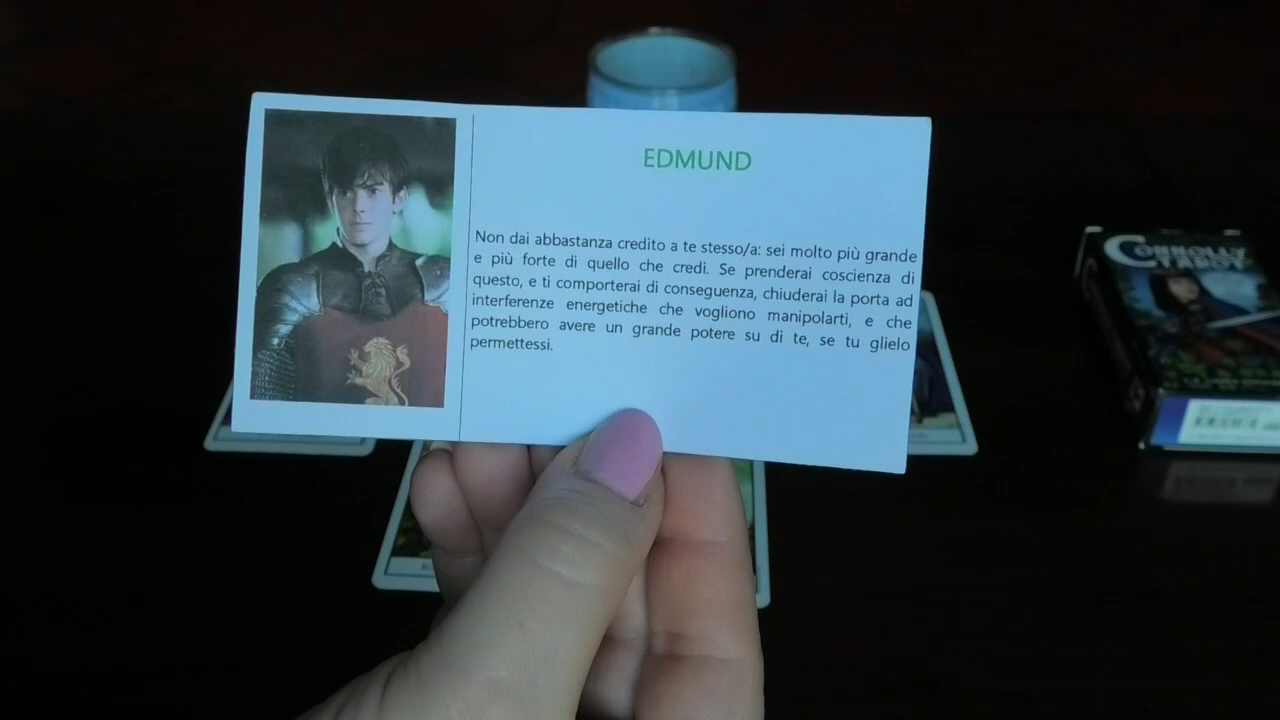 EDMUND
Non dai abbastanza credito a te stesso/a: sei molto più grande
e più forte di quello che credi. Se prenderai coscienza di
questo, e ti comporterai di conseguenza, chiuderai la porta ad
interferenze energetiche che vogliono manipolarti, e che
potrebbero avere un grande potere su di te, se tu glielo
permettessi.
CONNOLLY
TAROT